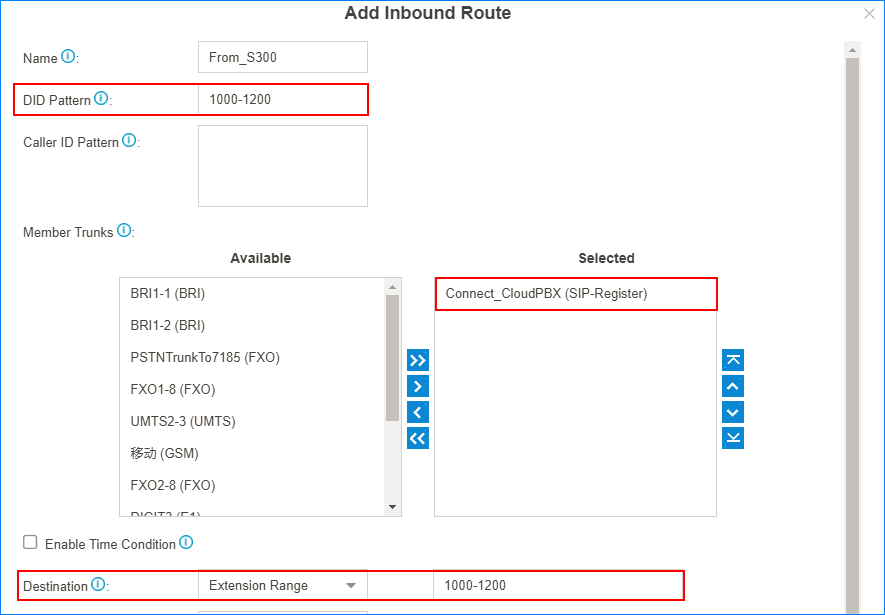 Add Inbound Route
Name : From_S300
DID Pattern : 1000-1200
Caller ID Pattern :
Member Trunks :
Available Selected
BRI1-1 (BRI) Connect_CloudPBX (SIP-Register)
BRI1-2 (BRI)
PSTNTrunkTo7185 (FXO)
FXO1-8 (FXO)
UMTS2-3 (UMTS)
移动 (GSM)
FXO2-8 (FXO)
Enable Time Condition
Destination : Extension Range 1000-1200